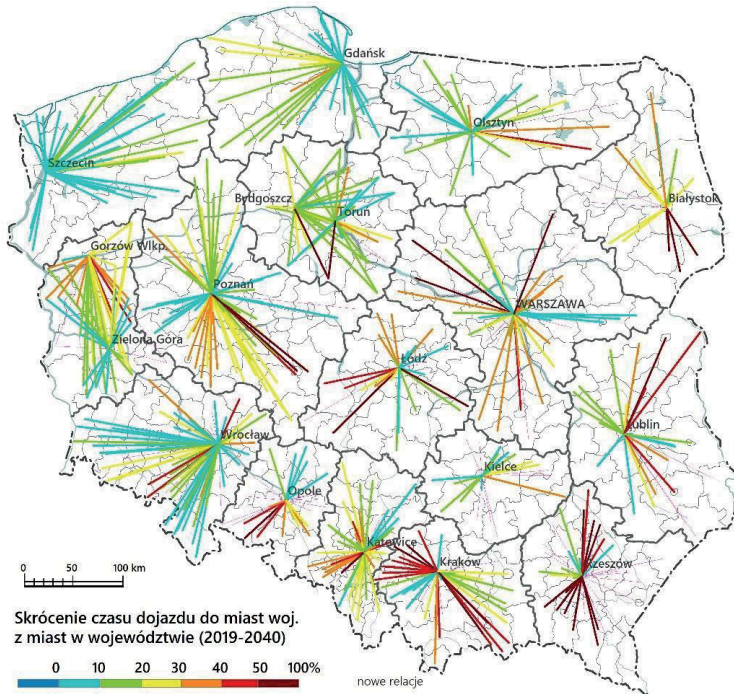 Gdańsk
Olsztyn
Szczecin
Białystok
Bydgoszcz
Toruń
Gorzów Wlkp.
Poznań
WARSZAWA
Zielona Góra
Łódź
Lublin
Wrocław
Kielce
Opole
Katowice
Kraków
Rzeszów
0 100 km
Skrócenie czasu dojazdu do miast woj.
z miast w województwie (2019-2040)
0 10 20 30 40 50 100%
nowe relacje